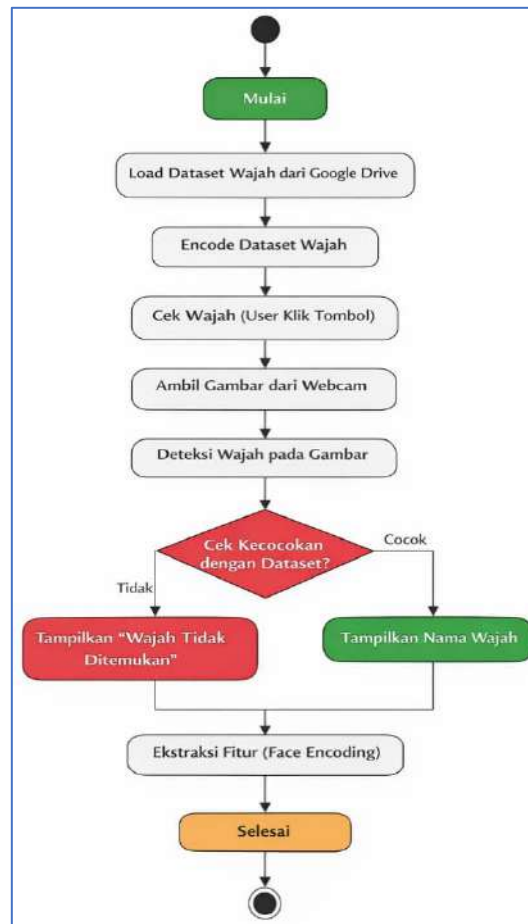 Mulai
Load Dataset Wajah dari Google Drive
Encode Dataset Wajah
Cek Wajah (User Klik Tombol)
Ambil Gambar dari Webcam
Deteksi Wajah pada Gambar
Cek Kecocokan
dengan Dataset?
Cocok
Tidak
Tampilkan “Wajah Tidak
Ditemukan”
Tampilkan Nama Wajah
Ekstraksi Fitur (Face Encoding)
Selesai